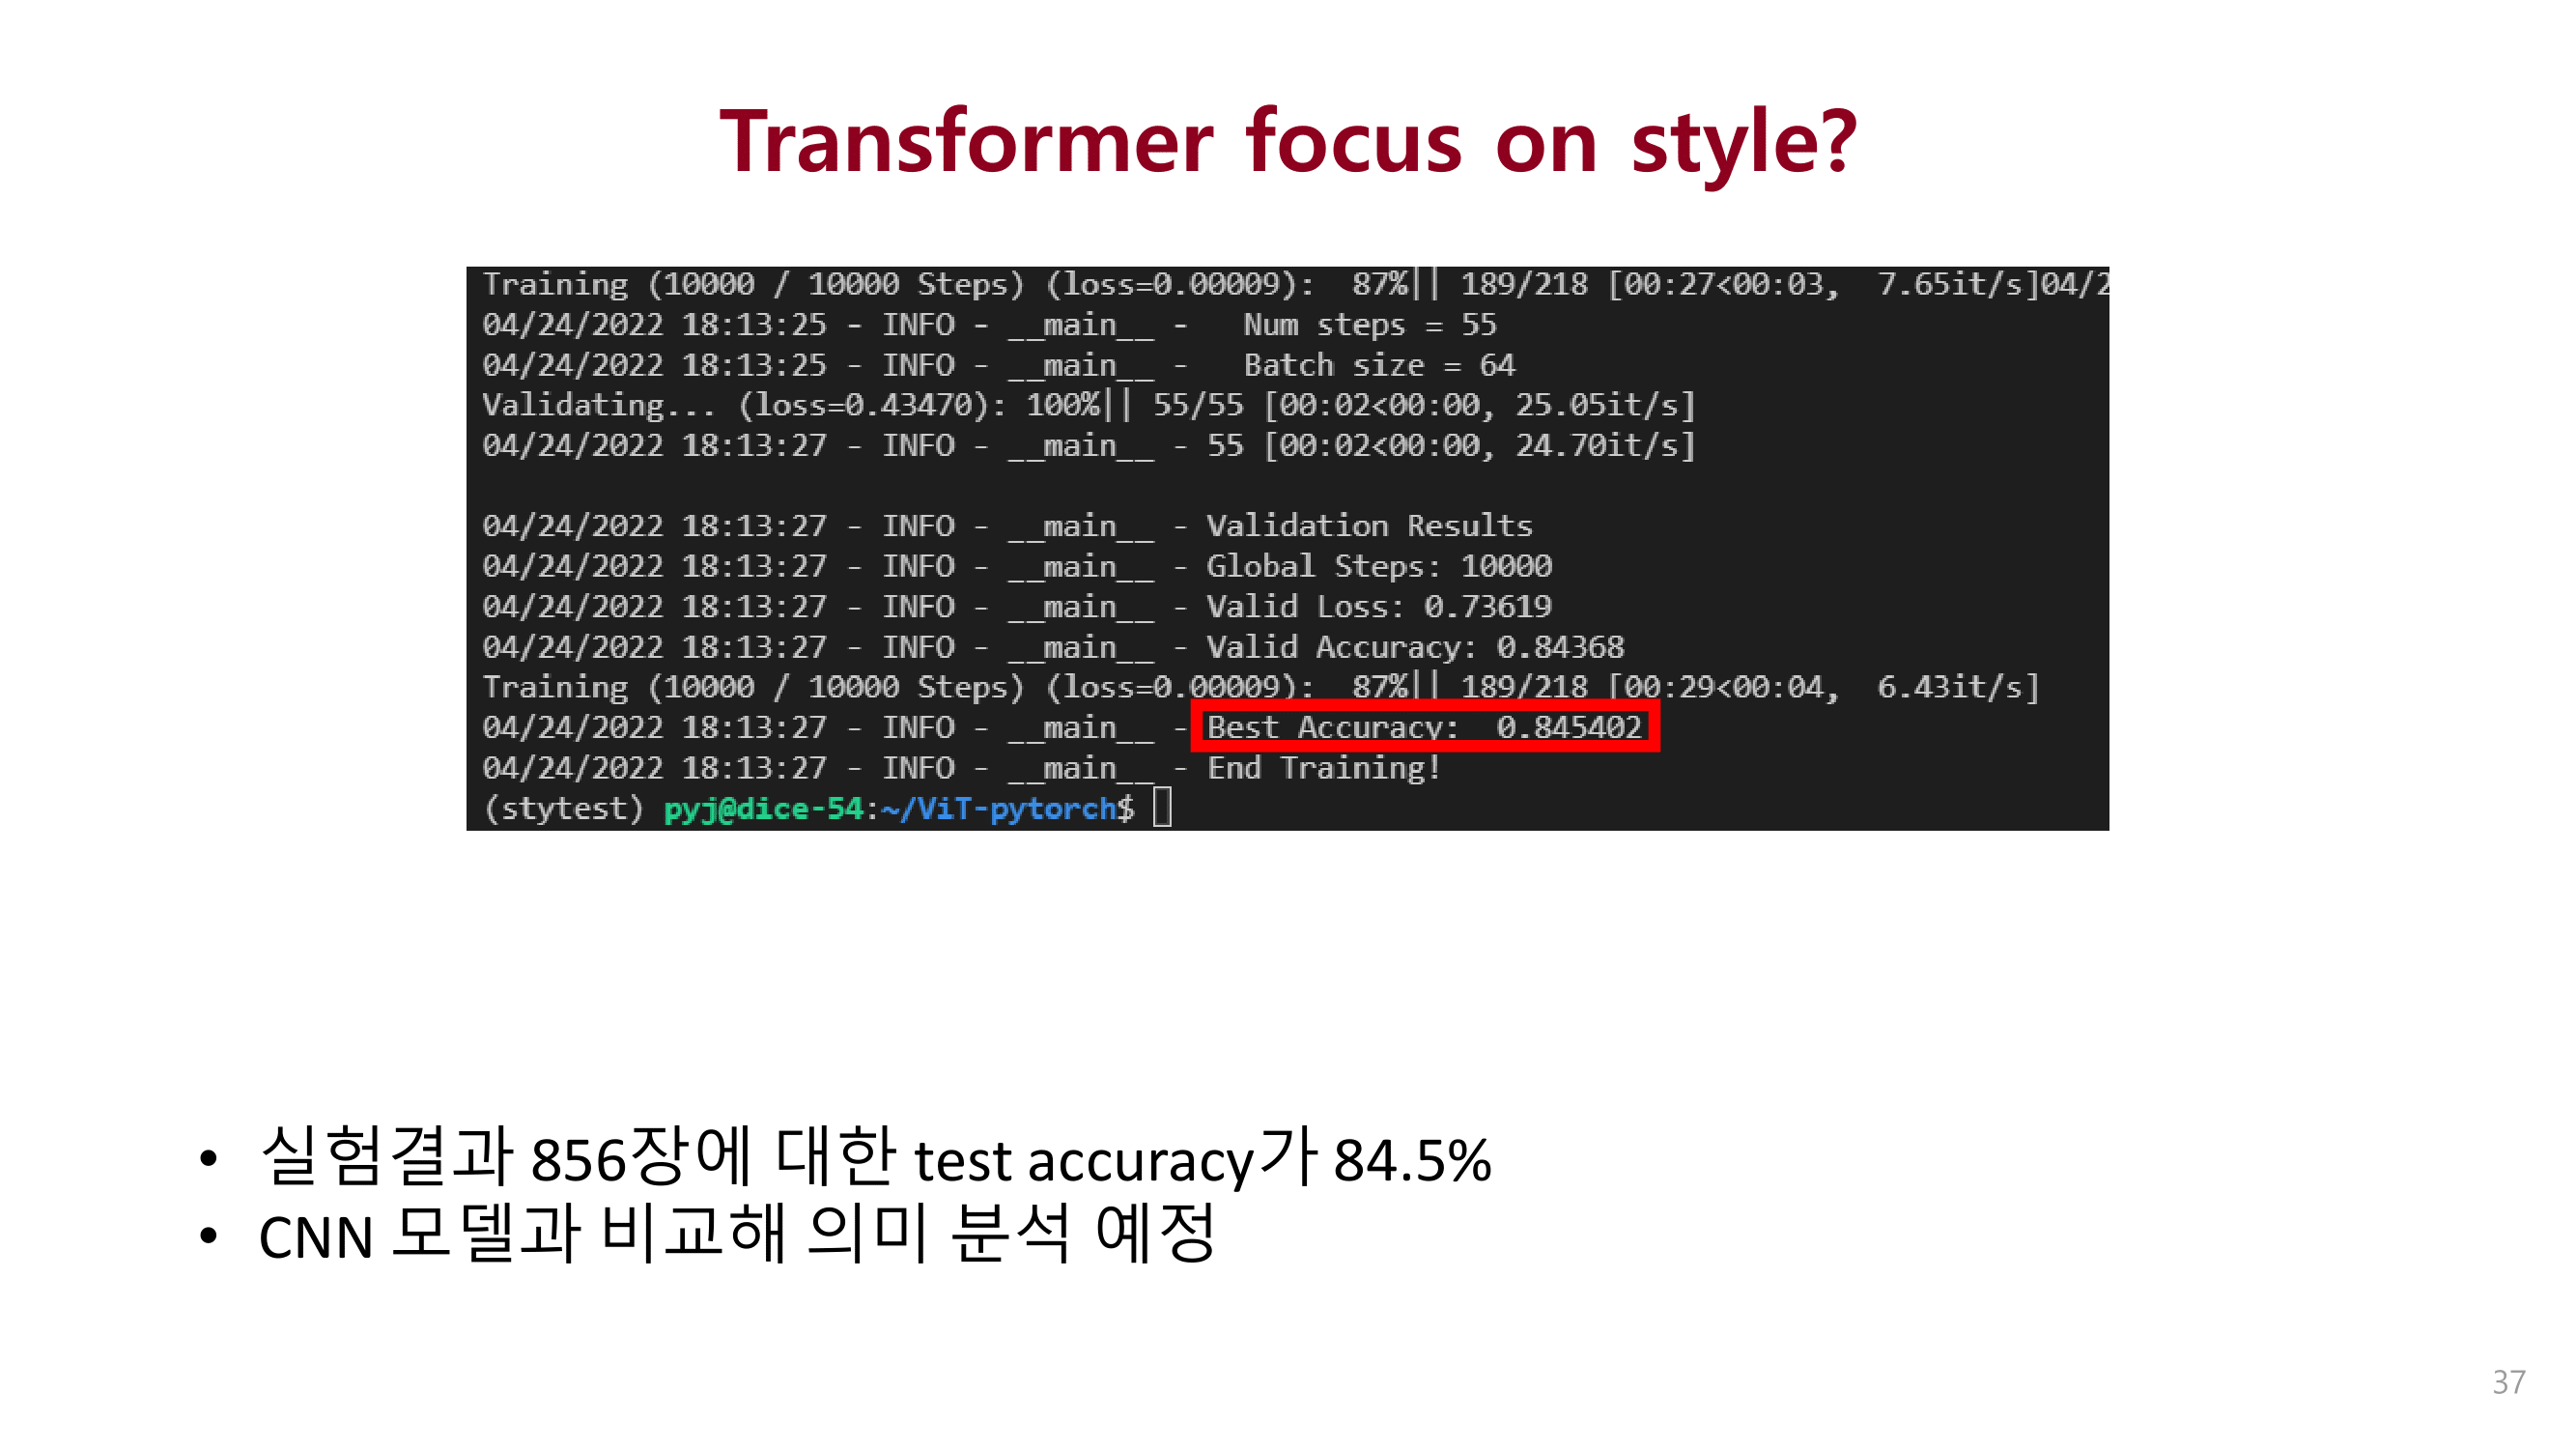 Transformer focus on style?
Training (10000 / 10000 Steps) (loss=0.00009):  87%|| 189/218 [00:27<00:03,  7.65it/s]04/2
04/24/2022 18:13:25 - INFO - __main__ -   Num steps = 55
04/24/2022 18:13:25 - INFO - __main__ -   Batch size = 64
Validating... (loss=0.43470): 100%|| 55/55 [00:02<00:00, 25.05it/s]
04/24/2022 18:13:27 - INFO - __main__ - 55 [00:02<00:00, 24.70it/s]
04/24/2022 18:13:27 - INFO - __main__ - Validation Results
04/24/2022 18:13:27 - INFO - __main__ - Global Steps: 10000
04/24/2022 18:13:27 - INFO - __main__ - Valid Loss: 0.73619
04/24/2022 18:13:27 - INFO - __main__ - Valid Accuracy: 0.84368
Training (10000 / 10000 Steps) (loss=0.00009):  87%|| 189/218 [00:29<00:04,  6.43it/s]
04/24/2022 18:13:27 - INFO - __main__ - Best Accuracy:  0.845402
04/24/2022 18:13:27 - INFO - __main__ - End Training!
(stytest) pyj@dice-54:~/ViT-pytorch$
• 실험결과 856장에 대한 test accuracy가 84.5%
• CNN 모델과 비교해 의미 분석 예정
37